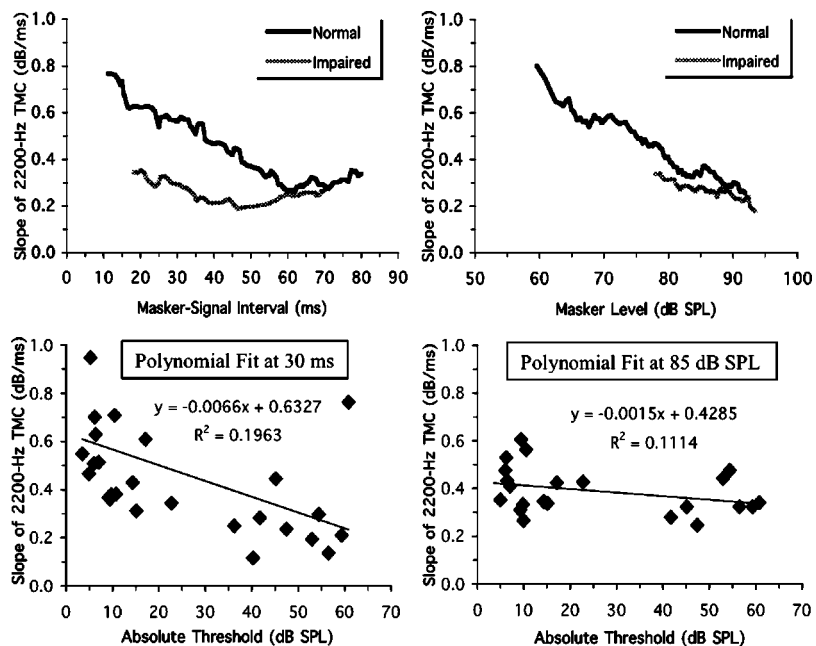 Slope of 2200-Hz TMC (dB/ms)
1.0
0.8
0.6
0.4
0.2
0.0
Normal
Impaired
0 10 20 30 40 50 60 70 80 90
Masker-Signal Interval (ms)
Slope of 2200-Hz TMC (dB/ms)
1.0
0.8
0.6
0.4
0.2
0.0
Normal
Impaired
50 60 70 80 90 100
Masker Level (dB SPL)
Slope of 2200-Hz TMC (dB/ms)
1.0
0.8
0.6
0.4
0.2
0.0
Polynomial Fit at 30 ms
y = -0.0066x + 0.6327
R² = 0.1963
0 10 20 30 40 50 60 70
Absolute Threshold (dB SPL)
Slope of 2200-Hz TMC (dB/ms)
1.0
0.8
0.6
0.4
0.2
0.0
Polynomial Fit at 85 dB SPL
y = -0.0015x + 0.4285
R² = 0.1114
0 10 20 30 40 50 60 70
Absolute Threshold (dB SPL)